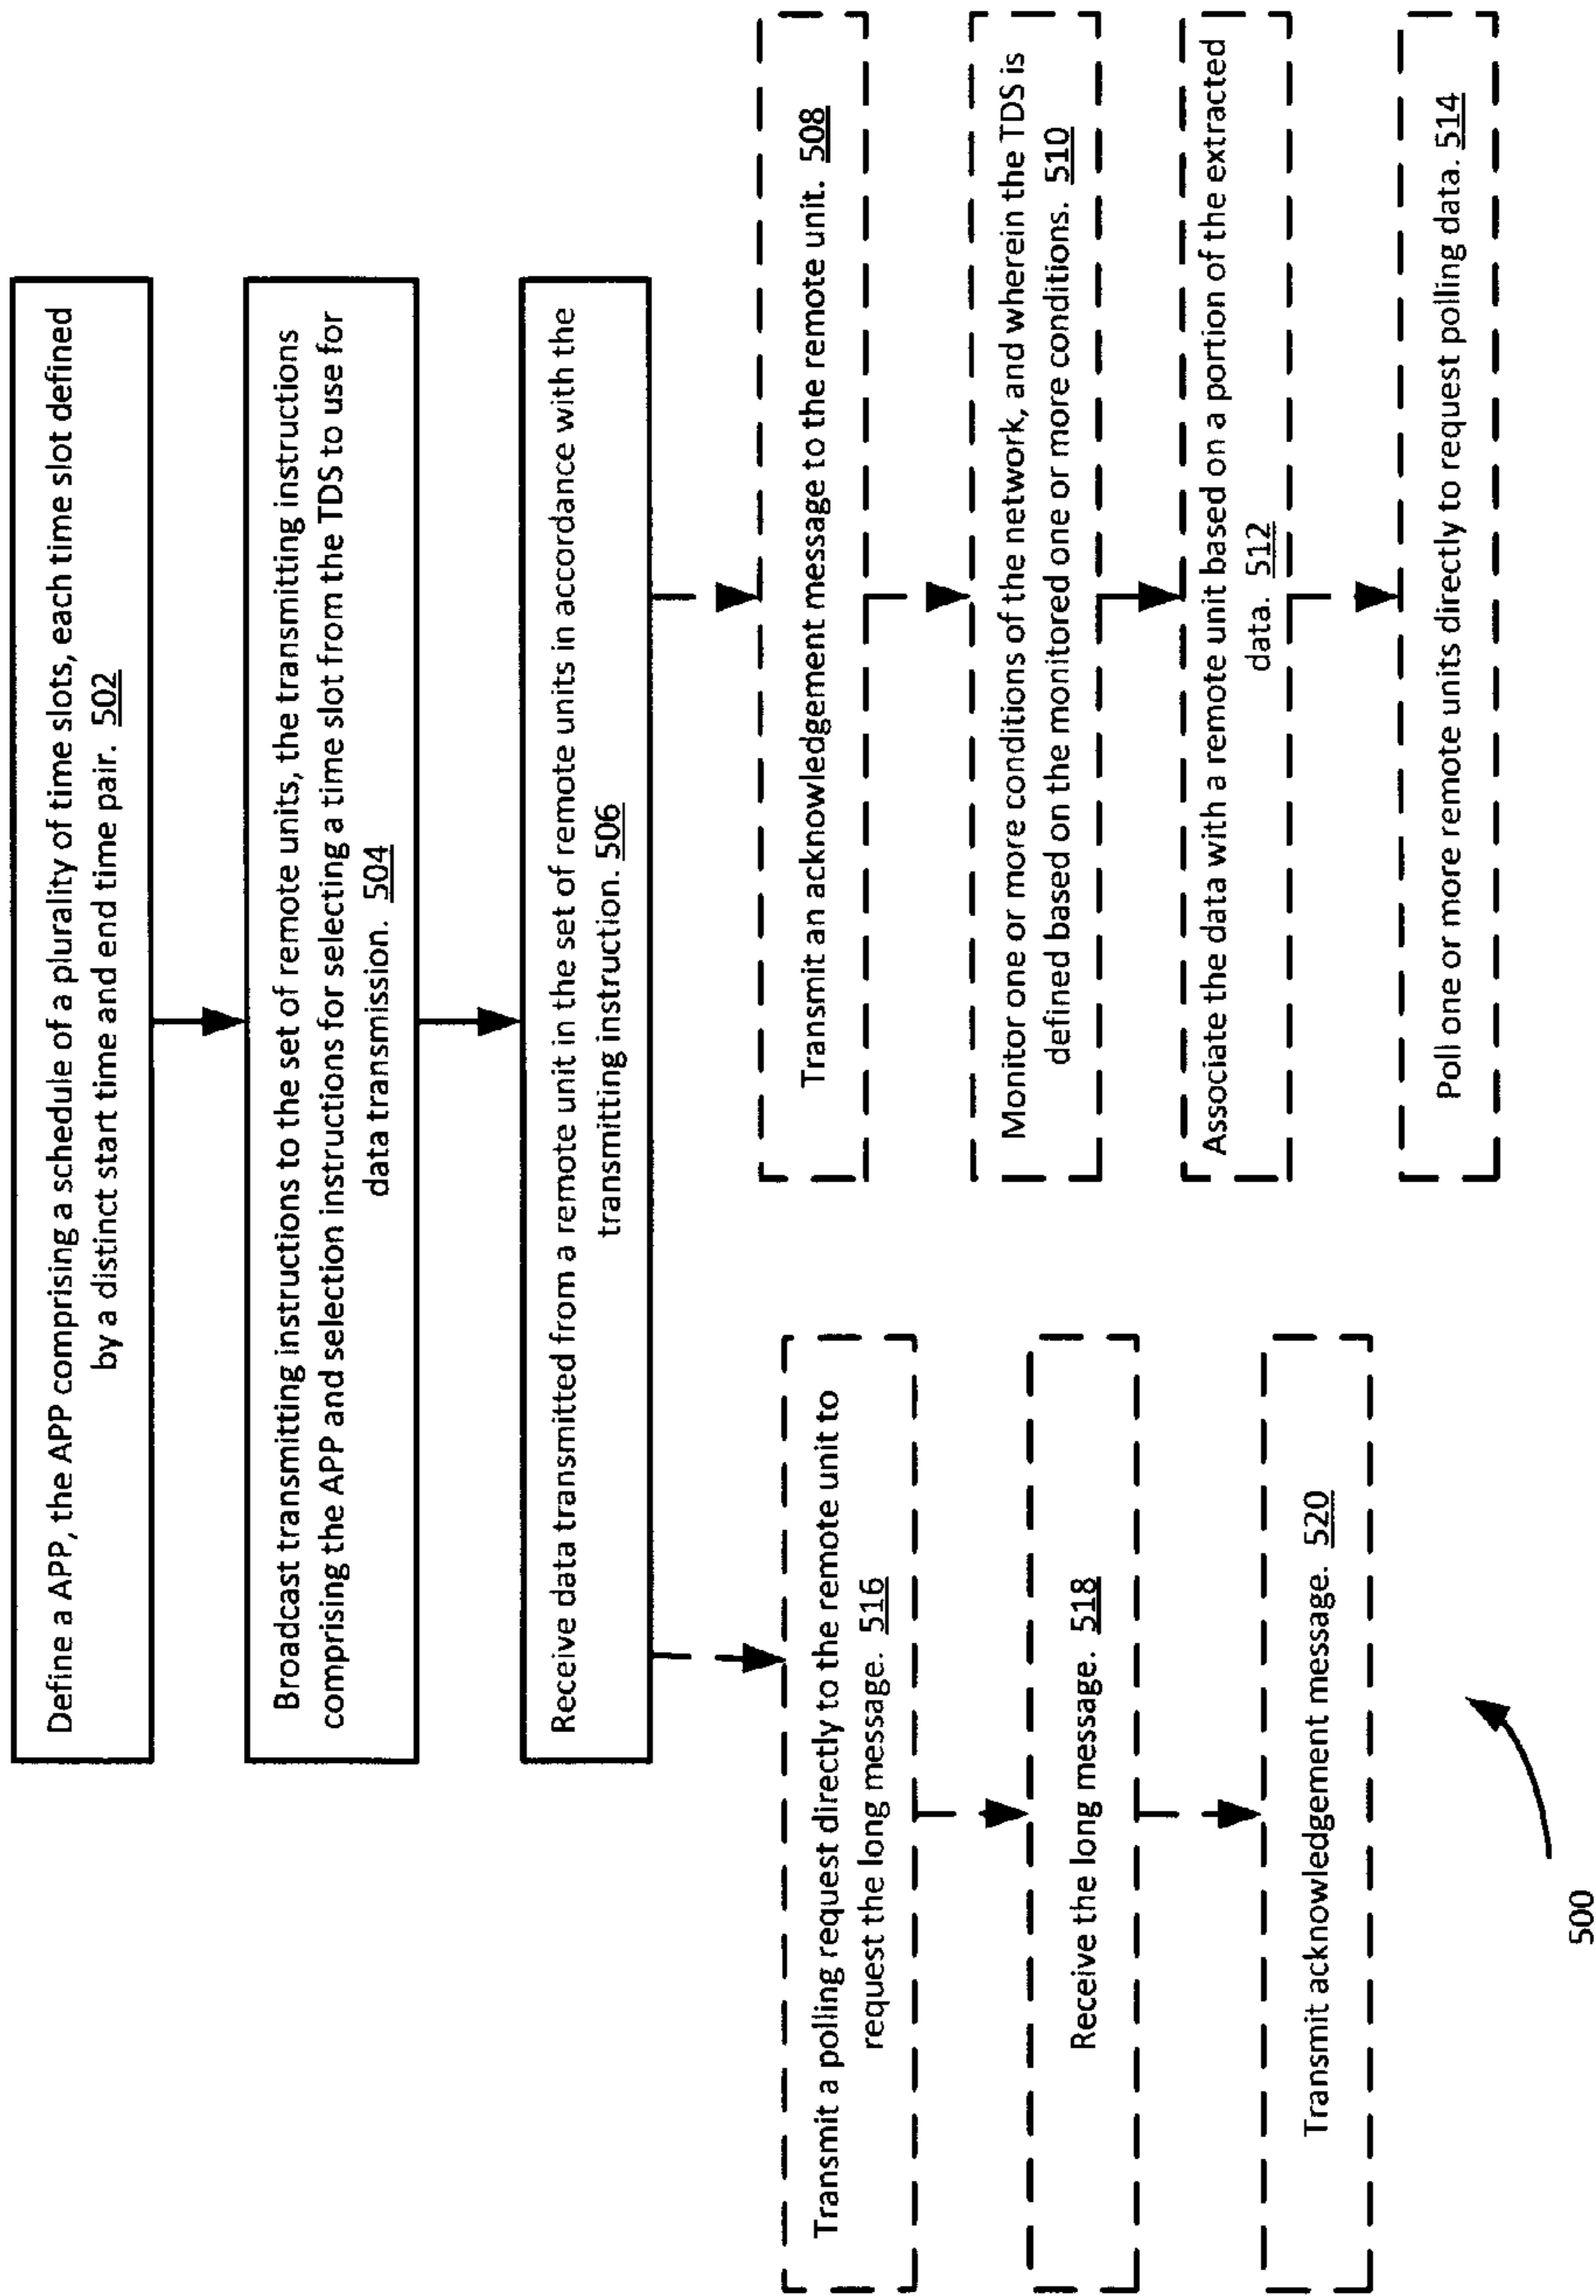 Define a APP, the APP comprising a schedule of a plurality of time slots, each time slot defined
by a distinct start time and end time pair. 502
Broadcast transmitting instructions to the set of remote units, the transmitting instructions
comprising the APP and selection instructions for selecting a time slot from the TDS to use for
data transmission. 504
Receive data transmitted from a remote unit in the set of remote units in accordance with the
transmitting instruction. 506
Transmit a polling request directly to the remote unit to
request the long message. 516
Receive the long message. 518
Transmit acknowledgement message. 520
Transmit an acknowledgement message to the remote unit. 508
Monitor one or more conditions of the network, and wherein the TDS is
defined based on the monitored one or more conditions. 510
Associate the data with a remote unit based on a portion of the extracted
data. 512
Poll one or more remote units directly to request polling data. 514
500